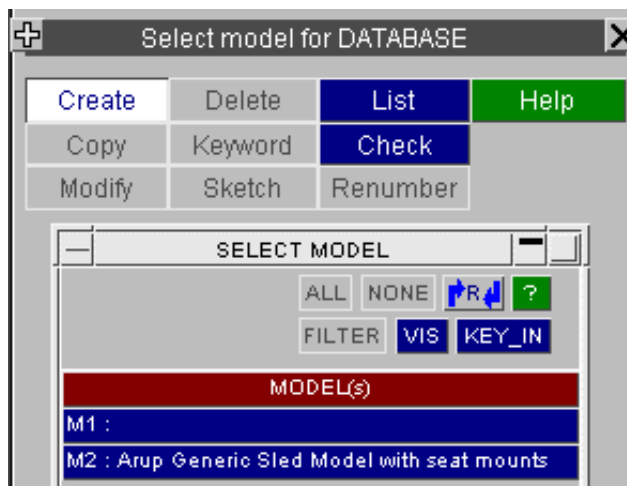 Select model for DATABASE
Create Delete List Help
Copy Keyword Check
Modify Sketch Renumber
SELECT MODEL
ALL NONE R ?
FILTER VIS KEY_IN
MODEL(s)
M1 :
M2 : Arup Generic Sled Model with seat mounts